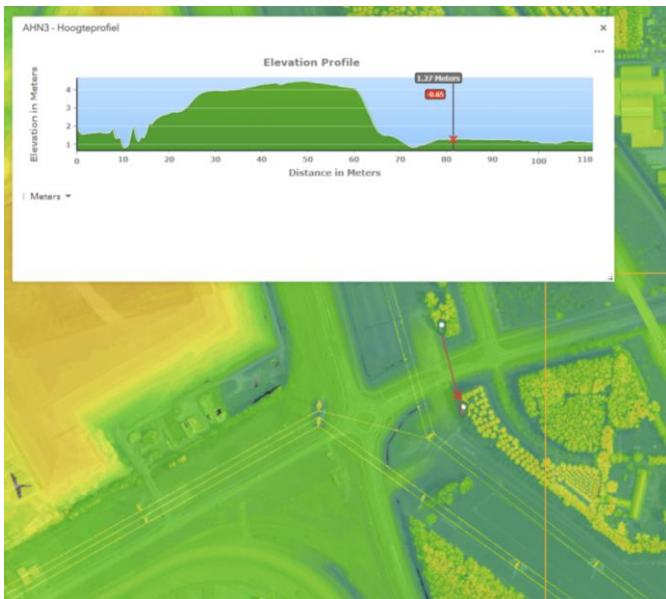 AHN3 - Hoogteprofiel
Elevation Profile
1.27 Meters
-0.65
Elevation in Meters
4
3
2
1
0 10 20 30 40 50 60 70 80 90 100 110
Distance in Meters
Meters